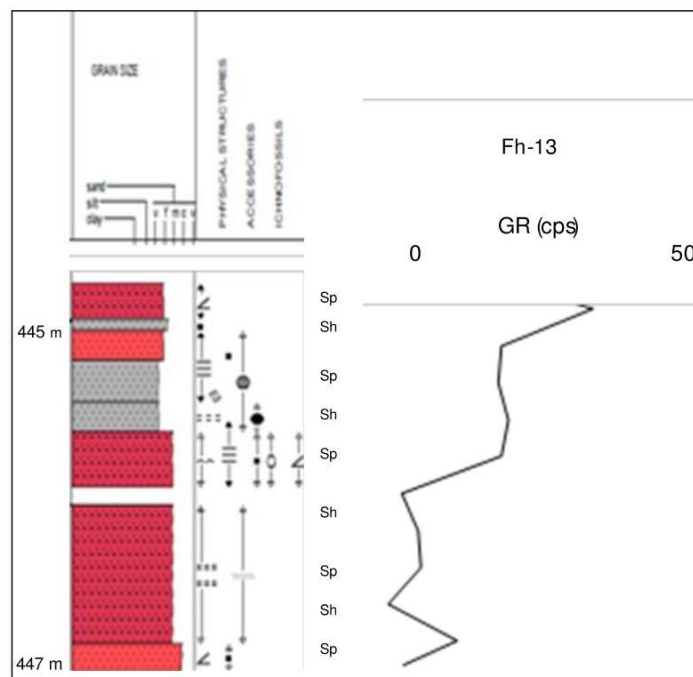 GRAIN SIZE
sand
silt
clay
v f m c v
PHYSICAL STRUCTURES
ACCESSORIES
ICHNOFOSSILS
Fh-13
GR (cps)
0 50
445 m
447 m
Sp
Sh
Sp
Sh
Sp
Sh
Sp
Sh
Sp